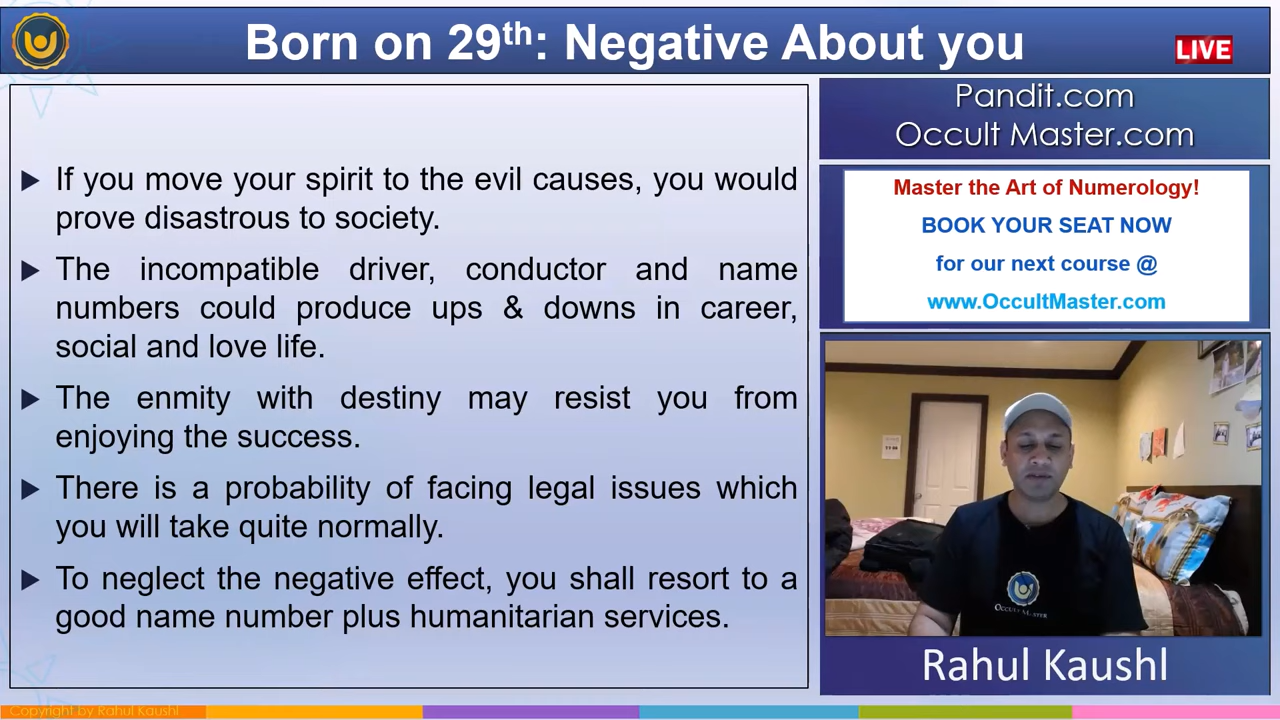 Born on 29th: Negative About you
LIVE
If you move your spirit to the evil causes, you would
prove disastrous to society.
The incompatible driver, conductor and name
numbers could produce ups & downs in career,
social and love life.
The enmity with destiny may resist you from
enjoying the success.
There is a probability of facing legal issues which
you will take quite normally.
To neglect the negative effect, you shall resort to a
good name number plus humanitarian services.
Pandit.com
Occult Master.com
Master the Art of Numerology!
BOOK YOUR SEAT NOW
for our next course @
www.OccultMaster.com
Occult Master
Rahul Kaushl
Copyright by Rahul Kaushl